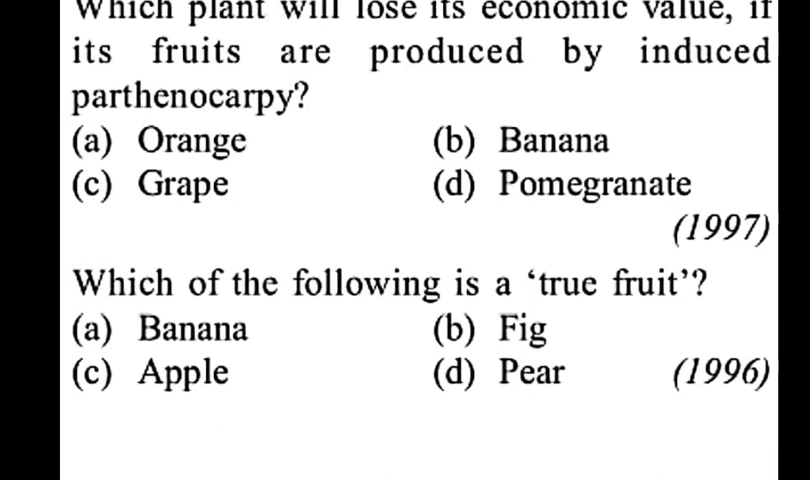 Which plant will lose its economic value, if
its fruits are produced by induced
parthenocarpy?
(a) Orange (b) Banana
(c) Grape (d) Pomegranate
(1997)
Which of the following is a ‘true fruit’?
(a) Banana (b) Fig
(c) Apple (d) Pear (1996)